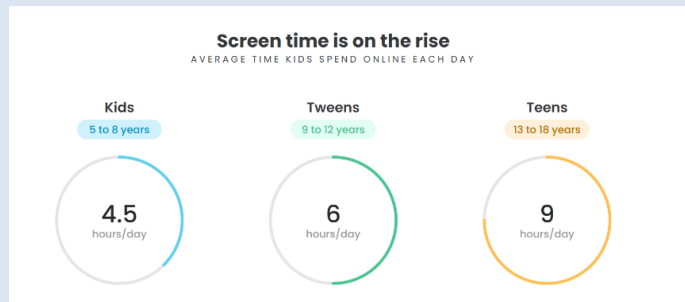 Screen time is on the rise
AVERAGE TIME KIDS SPEND ONLINE EACH DAY
Kids
5 to 8 years
4.5
hours/day
Tweens
9 to 12 years
6
hours/day
Teens
13 to 18 years
9
hours/day